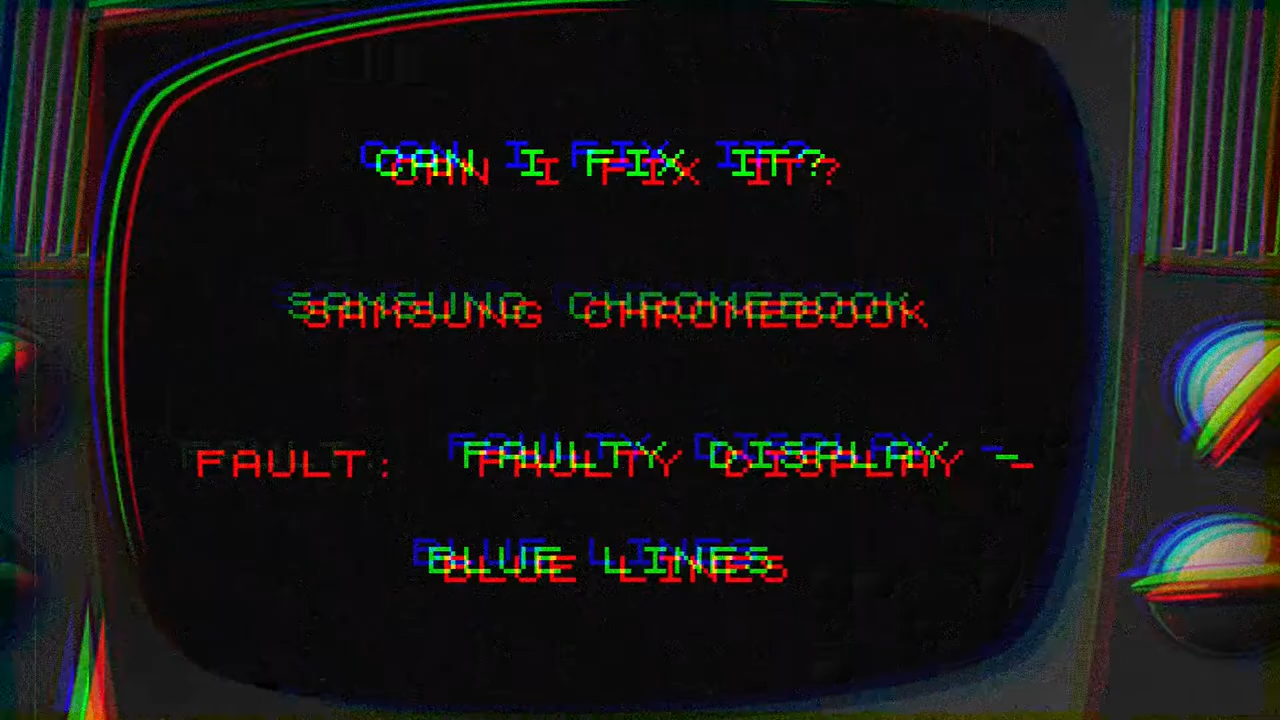 CAN I FIX IT?
SAMSUNG CHROMEBOOK
FAULT: FAULTY DISPLAY -
BLUE LINES